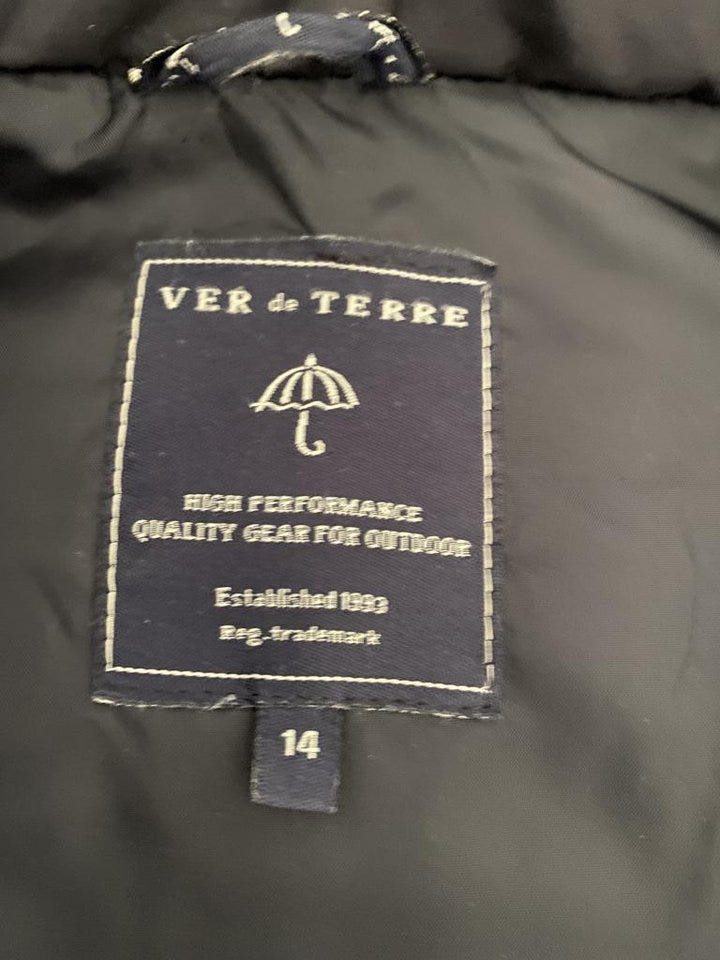 VER de TERRE
HIGH PERFORMANCE
QUALITY GEAR FOR OUTDOOR
Established 1993
Reg. trademark
14